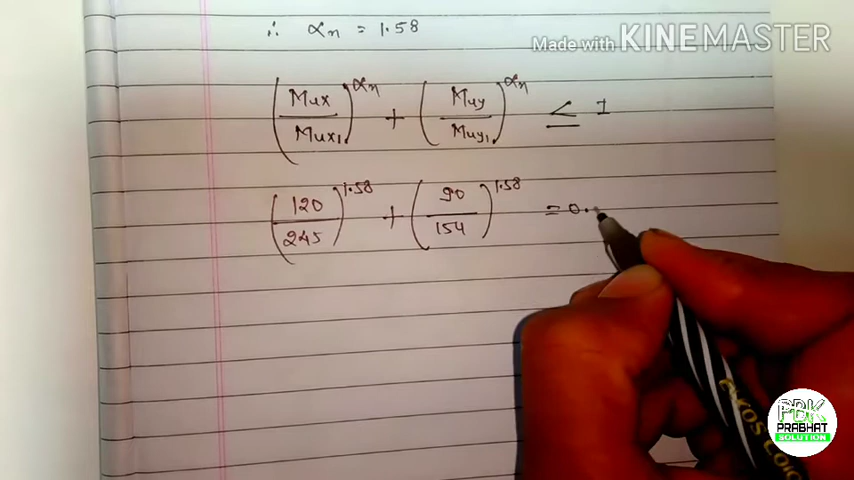 ∴ αn = 1.58
Made with KINEMASTER
(Mux/Mux1)^αn + (Muy/Muy1)^αn ≤ 1
(120/245)^1.58 + (90/154)^1.58 = 0.
PBK
PRABHAT
SOLUTION